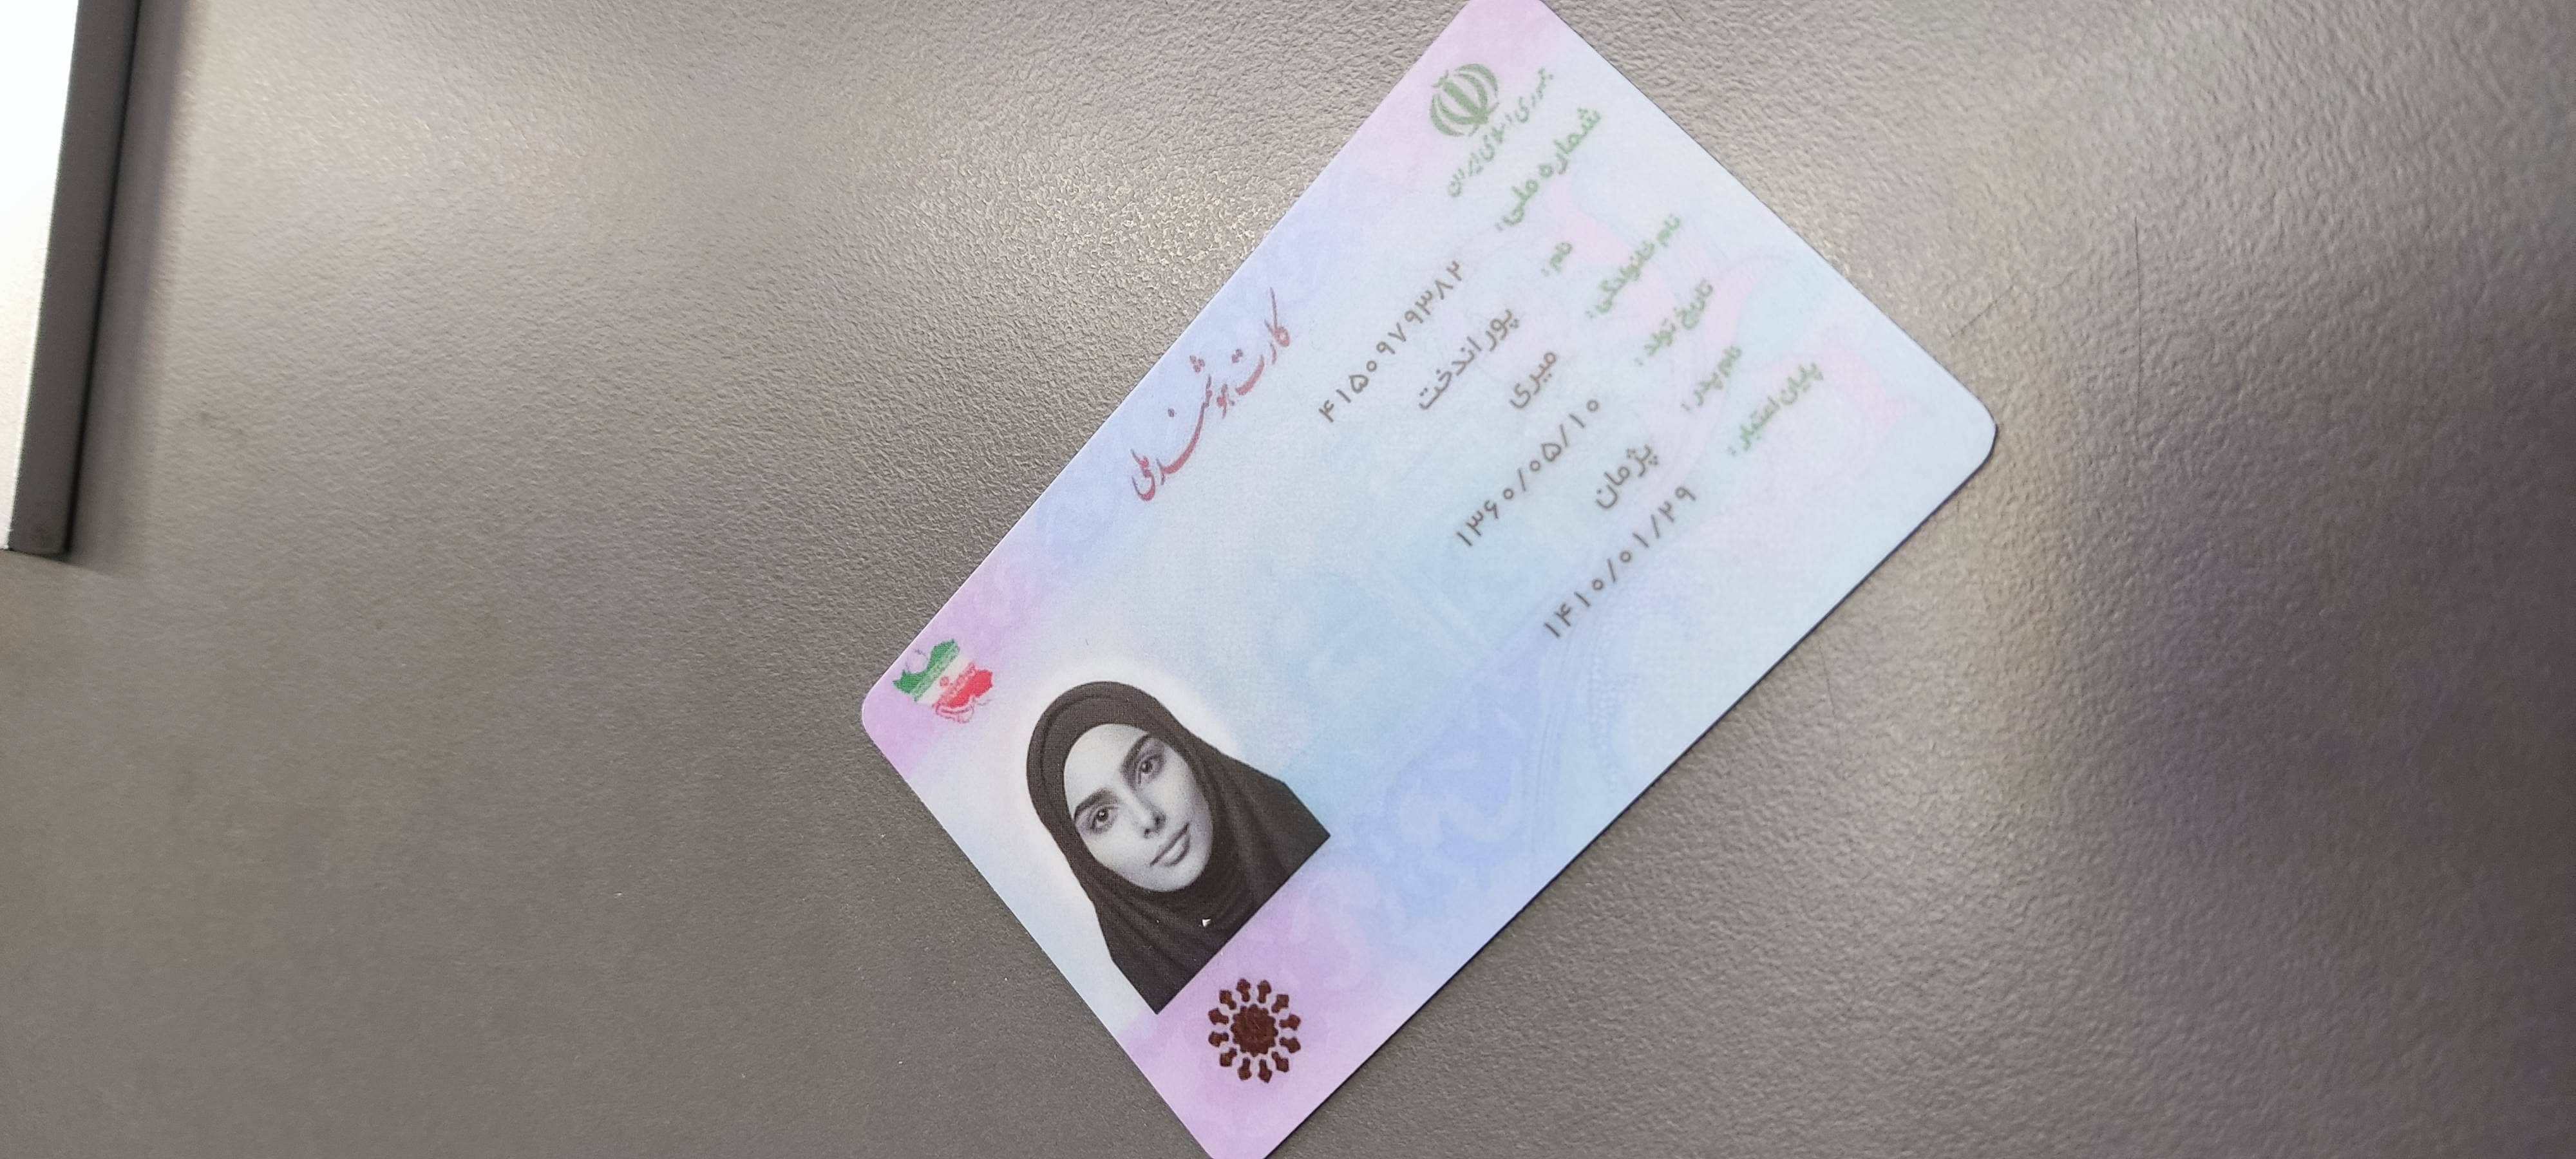 جمهوری اسلامی ایران
کارت هوشمند ملی
شماره ملی: ۴۱۵۰۹۷۹۳۸۲
نام: پوراندخت
نام خانوادگی: میری
تاریخ تولد: ۱۳۶۰/۰۵/۱۰
نام پدر: پژمان
پایان اعتبار: ۱۴۱۰/۰۱/۲۹